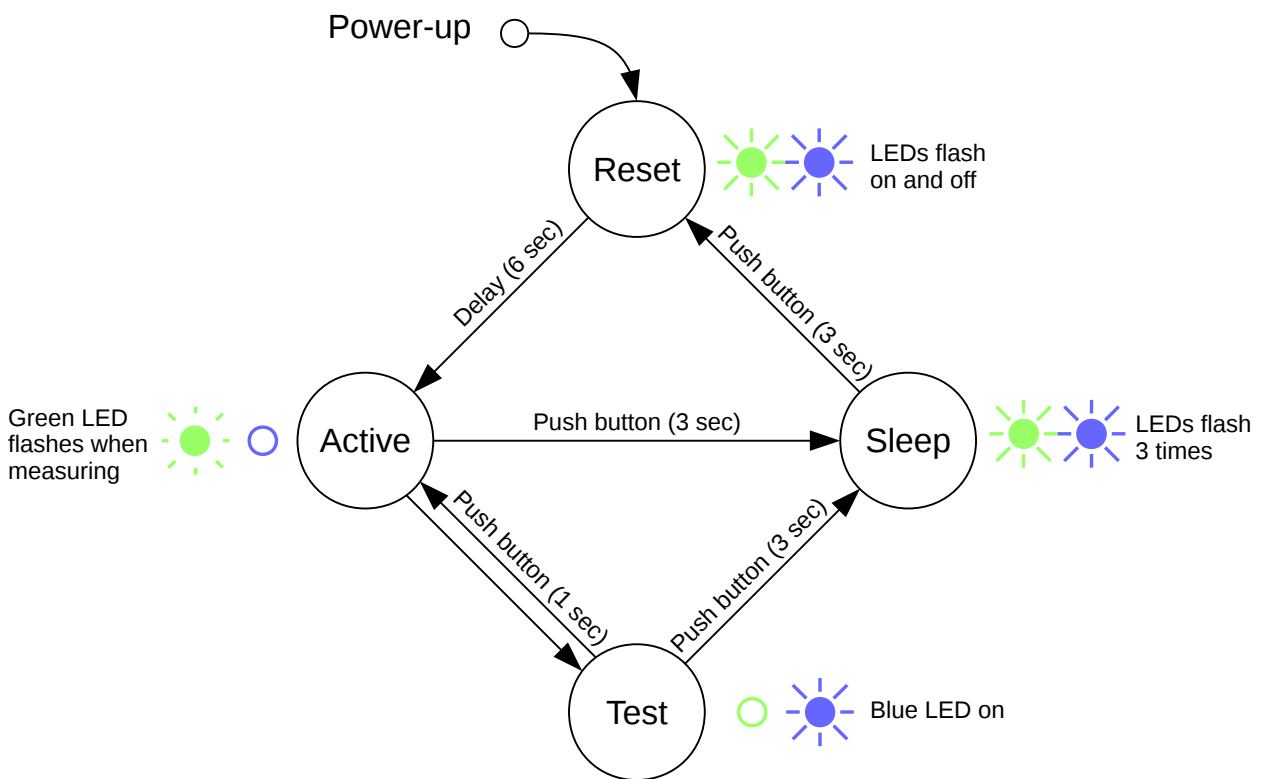 Power-up
Reset
LEDs flash
on and off
Delay (6 sec)
Push button (3 sec)
Green LED
flashes when
measuring
Active
Push button (3 sec)
Sleep
LEDs flash
3 times
Push button (1 sec)
Push button (3 sec)
Test
Blue LED on